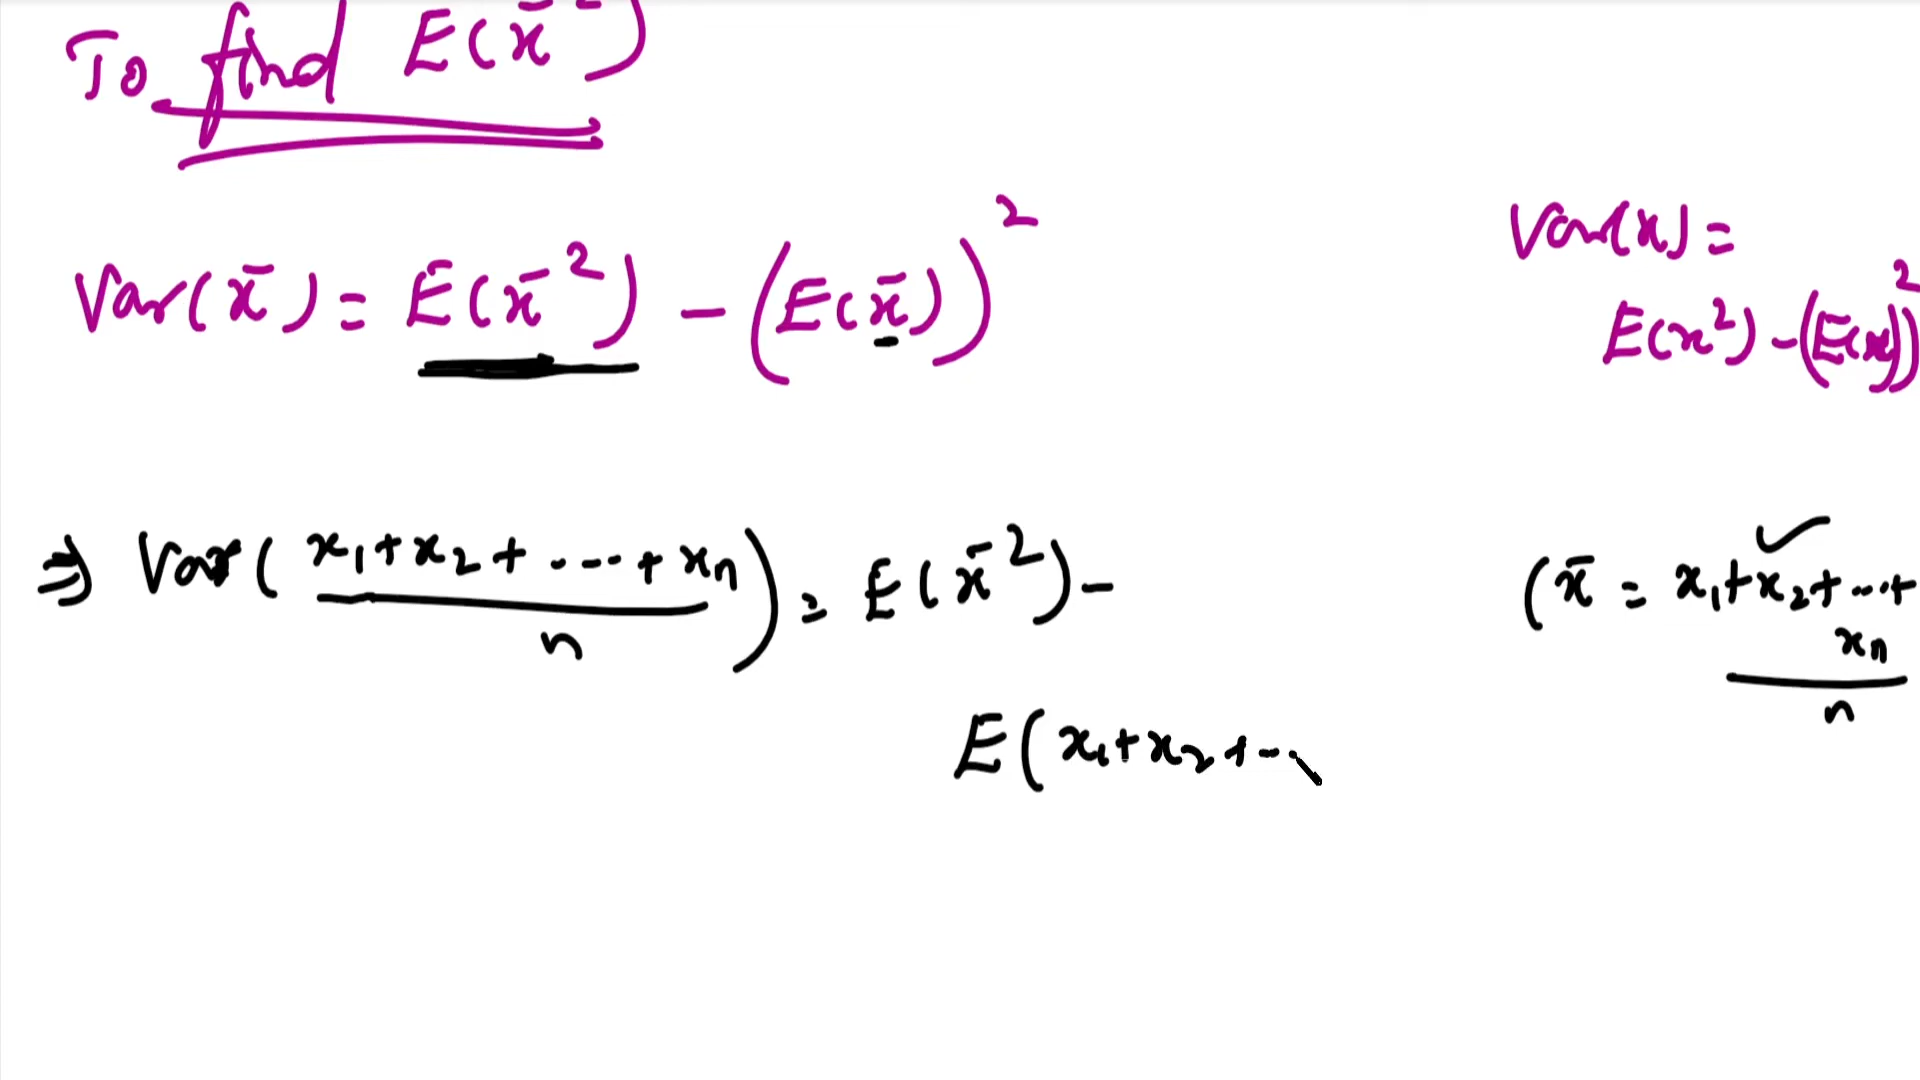 To find E(x̄²)
Var(x̄) = E(x̄²) - (E(x̄))²
Var(x) =
E(x²) - (E(x))²
⇒ Var( (x₁+x₂+ ---+ xₙ)/n ) = E(x̄²) -
(x̄ = x₁+x₂+ ...+
xₙ
n
E(x₁+x₂+--